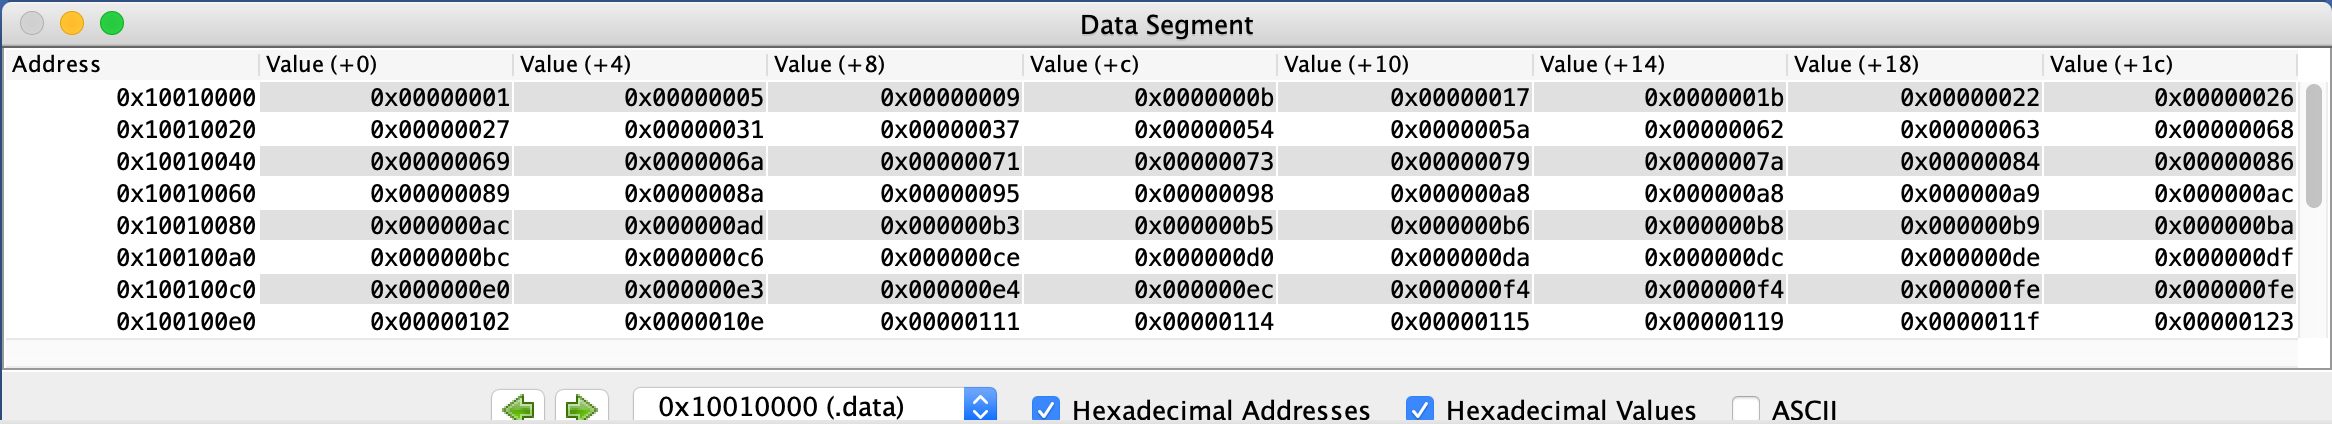 Data Segment
Address Value (+0) Value (+4) Value (+8) Value (+c) Value (+10) Value (+14) Value (+18) Value (+1c)
0x10010000 0x00000001 0x00000005 0x00000009 0x0000000b 0x00000017 0x0000001b 0x00000022 0x00000026
0x10010020 0x00000027 0x00000031 0x00000037 0x00000054 0x0000005a 0x00000062 0x00000063 0x00000068
0x10010040 0x00000069 0x0000006a 0x00000071 0x00000073 0x00000079 0x0000007a 0x00000084 0x00000086
0x10010060 0x00000089 0x0000008a 0x00000095 0x00000098 0x000000a8 0x000000a8 0x000000a9 0x000000ac
0x10010080 0x000000ac 0x000000ad 0x000000b3 0x000000b5 0x000000b6 0x000000b8 0x000000b9 0x000000ba
0x100100a0 0x000000bc 0x000000c6 0x000000ce 0x000000d0 0x000000da 0x000000dc 0x000000de 0x000000df
0x100100c0 0x000000e0 0x000000e3 0x000000e4 0x000000ec 0x000000f4 0x000000f4 0x000000fe 0x000000fe
0x100100e0 0x00000102 0x0000010e 0x00000111 0x00000114 0x00000115 0x00000119 0x0000011f 0x00000123
0x10010000 (.data) Hexadecimal Addresses Hexadecimal Values ASCII